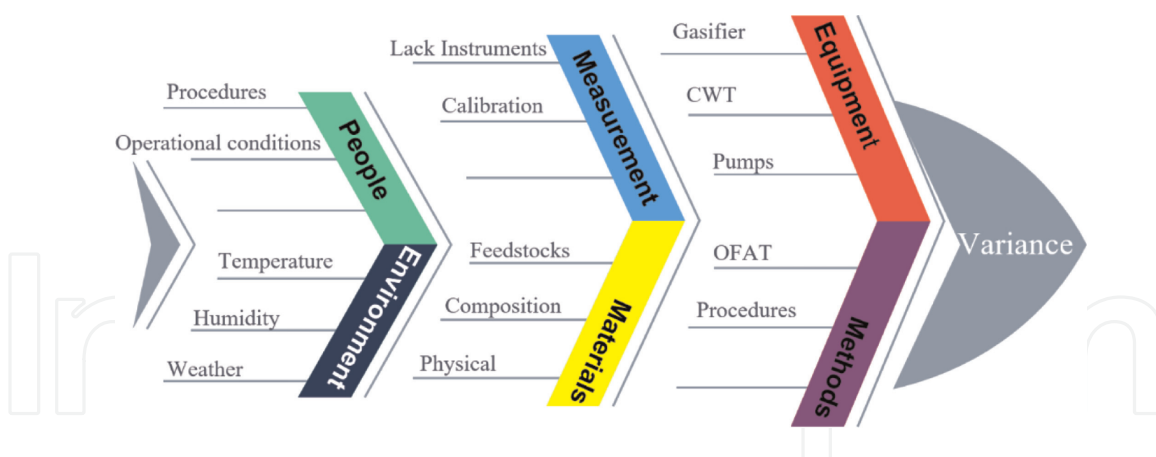 Procedures
Operational conditions
People
Lack Instruments
Calibration
Measurement
Gasifier
CWT
Pumps
Equipment
Temperature
Humidity
Weather
Environment
Feedstocks
Composition
Physical
Materials
OFAT
Procedures
Methods
Variance